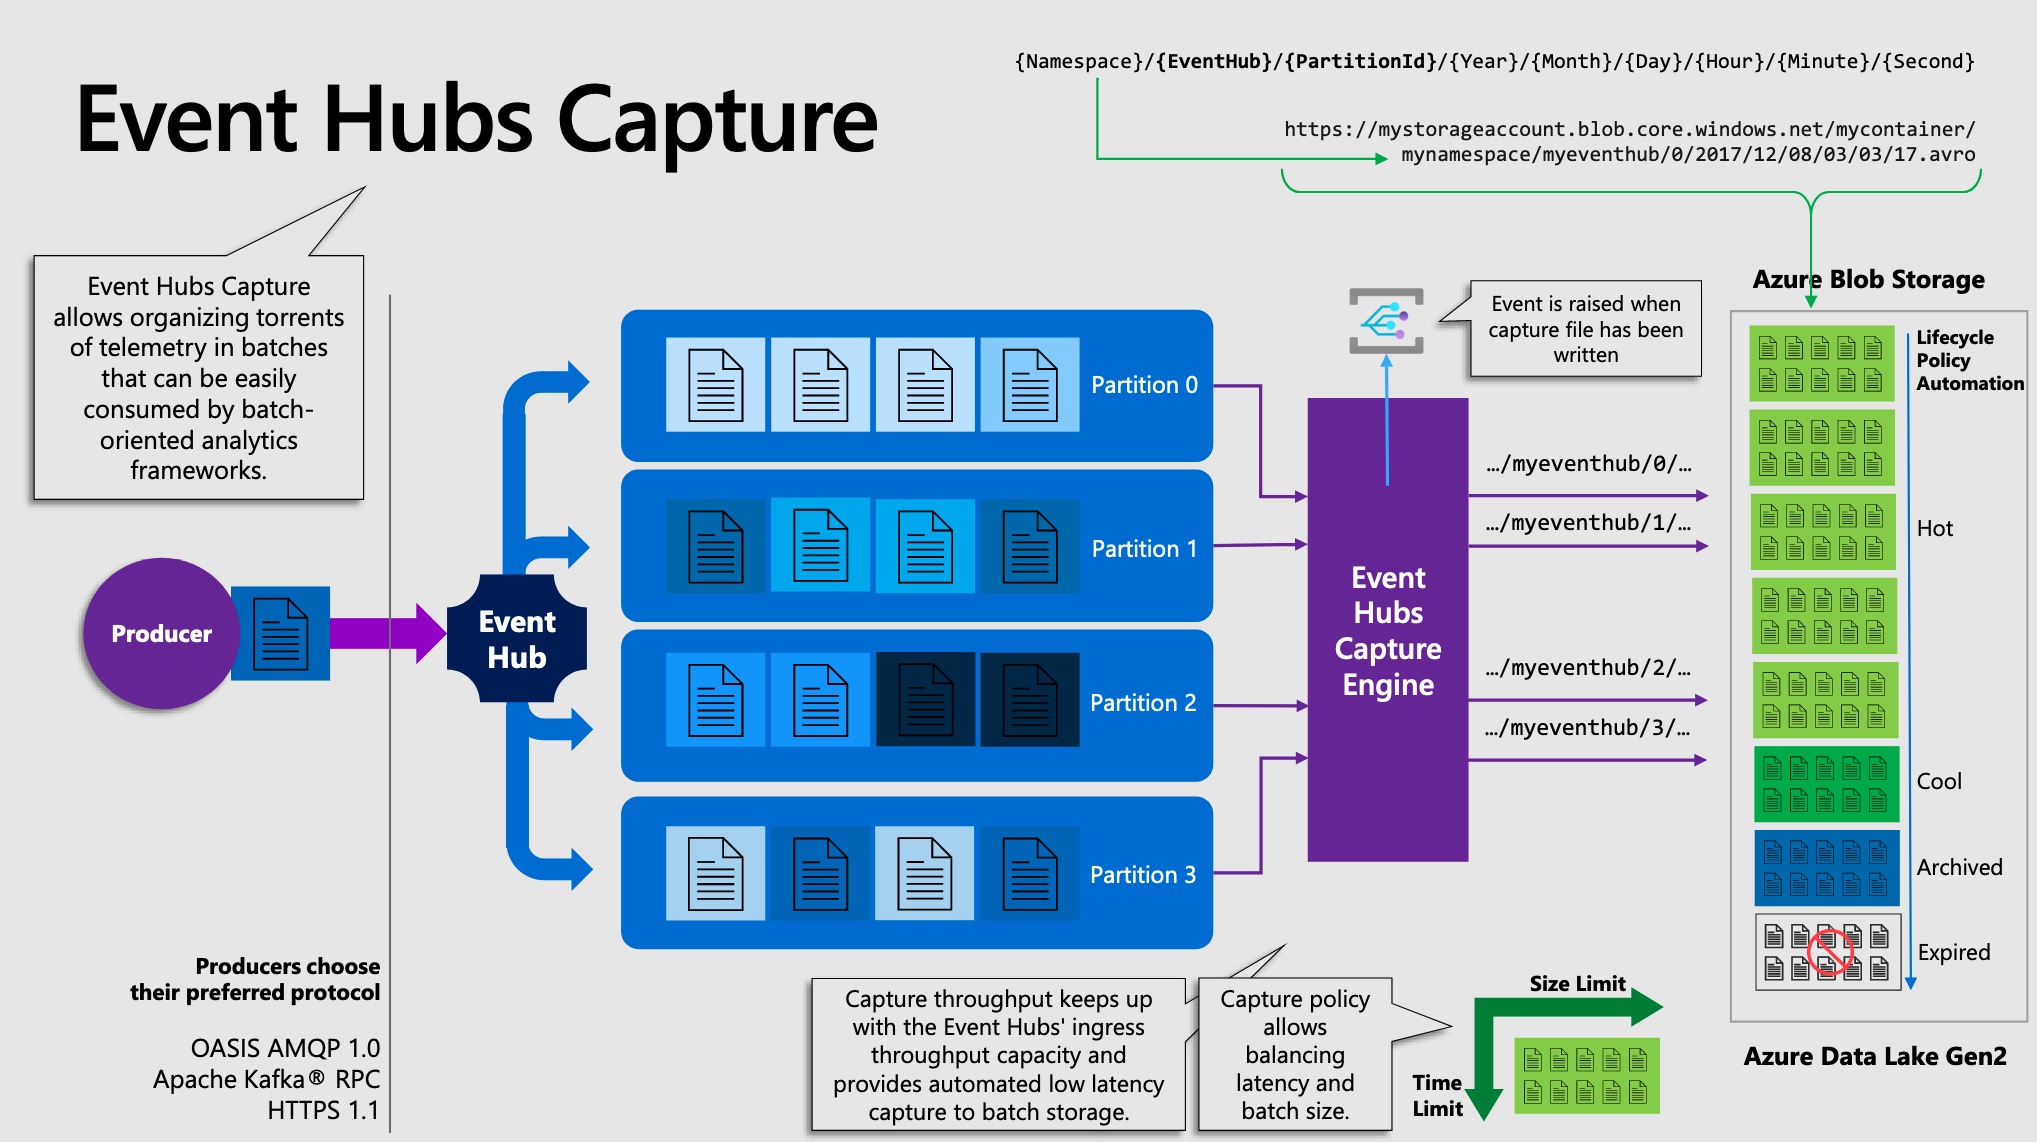 {Namespace}/{EventHub}/{PartitionId}/{Year}/{Month}/{Day}/{Hour}/{Minute}/{Second}
Event Hubs Capture
https://mystorageaccount.blob.core.windows.net/mycontainer/
mynamespace/myeventhub/0/2017/12/08/03/03/17.avro
Event Hubs Capture
allows organizing torrents
of telemetry in batches
that can be easily
consumed by batch-
oriented analytics
frameworks.
Producer
Event
Hub
Partition 0
Partition 1
Partition 2
Partition 3
Event is raised when
capture file has been
written
Event
Hubs
Capture
Engine
…/myeventhub/0/…
…/myeventhub/1/…
…/myeventhub/2/…
…/myeventhub/3/…
Azure Blob Storage
Lifecycle
Policy
Automation
Hot
Cool
Archived
Expired
Azure Data Lake Gen2
Producers choose
their preferred protocol
OASIS AMQP 1.0
Apache Kafka® RPC
HTTPS 1.1
Capture throughput keeps up
with the Event Hubs' ingress
throughput capacity and
provides automated low latency
capture to batch storage.
Capture policy
allows
balancing
latency and
batch size.
Size Limit
Time
Limit